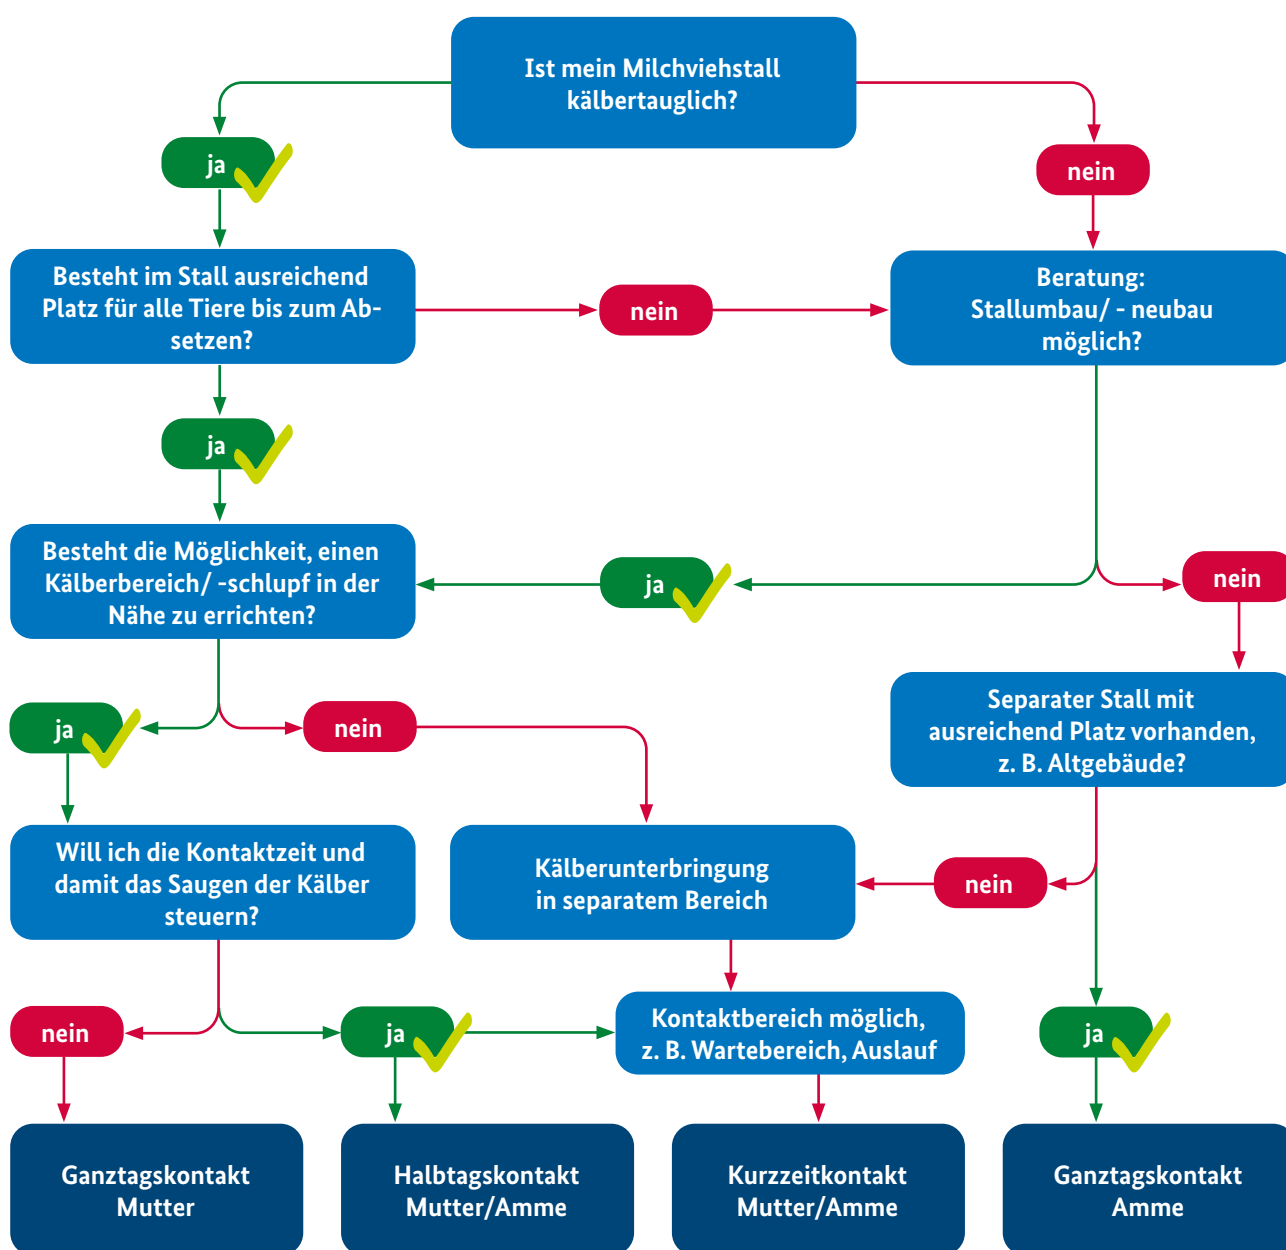 Ist mein Milchviehstall
kälbertauglich?
ja
nein
Besteht im Stall ausreichend
Platz für alle Tiere bis zum Ab-
setzen?
nein
Beratung:
Stallumbau/ - neubau
möglich?
ja
Besteht die Möglichkeit, einen
Kälberbereich/ -schlupf in der
Nähe zu errichten?
ja
nein
ja
nein
Separater Stall mit
ausreichend Platz vorhanden,
z. B. Altgebäude?
Will ich die Kontaktzeit und
damit das Saugen der Kälber
steuern?
Kälberunterbringung
in separatem Bereich
nein
nein
ja
Kontaktbereich möglich,
z. B. Wartebereich, Auslauf
ja
Ganztagskontakt
Mutter
Halbtagskontakt
Mutter/Amme
Kurzzeitkontakt
Mutter/Amme
Ganztagskontakt
Amme